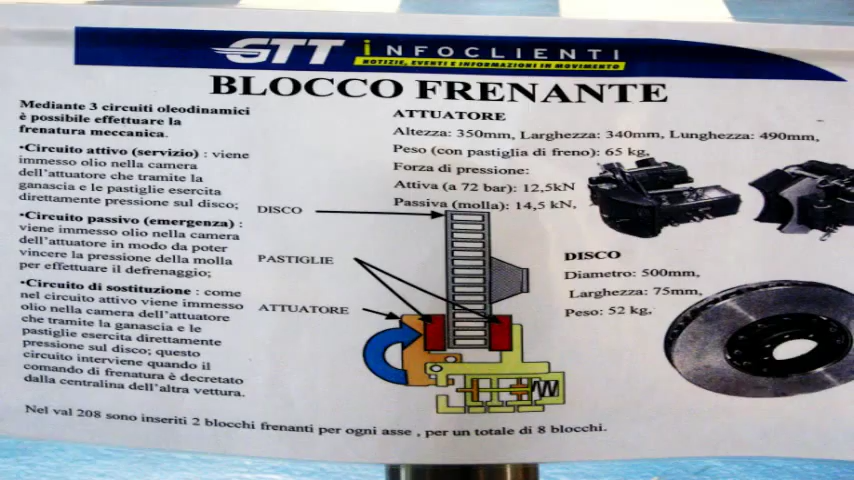 GTT iNFOCLIENTI
NOTIZIE, EVENTI E INFORMAZIONI IN MOVIMENTO
BLOCCO FRENANTE
Mediante 3 circuiti oleodinamici
è possibile effettuare la
frenatura meccanica.
•Circuito attivo (servizio) : viene
immesso olio nella camera
dell'attuatore che tramite la
ganascia e le pastiglie esercita
direttamente pressione sul disco;
•Circuito passivo (emergenza) :
viene immesso olio nella camera
dell'attuatore in modo da poter
vincere la pressione della molla
per effettuare il defrenaggio;
•Circuito di sostituzione : come
nel circuito attivo viene immesso
olio nella camera dell'attuatore
che tramite la ganascia e le
pastiglie esercita direttamente
pressione sul disco; questo
circuito interviene quando il
comando di frenatura è decretato
dalla centralina dell'altra vettura.
ATTUATORE
Altezza: 350mm, Larghezza: 340mm, Lunghezza: 490mm,
Peso (con pastiglia di freno): 65 kg,
Forza di pressione:
Attiva (a 72 bar): 12,5kN
Passiva (molla): 14,5 kN,
DISCO
PASTIGLIE
ATTUATORE
DISCO
Diametro: 500mm,
Larghezza: 75mm,
Peso: 52 kg,
Nel val 208 sono inseriti 2 blocchi frenanti per ogni asse , per un totale di 8 blocchi.